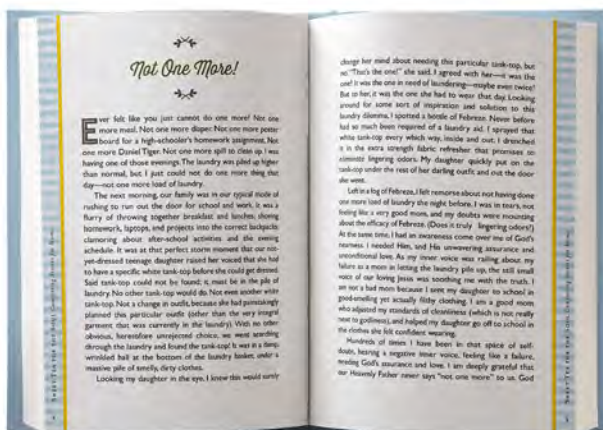 Not One More!
Ever felt like you just cannot do one more! Not one
more meal. Not one more diaper. Not one more poster
board for a high-schooler's homework assignment. Not
one more Daniel Tiger. Not one more spill to clean up. I was
having one of those evenings. The laundry was piled up higher
than normal, but I just could not do one more thing that
day—not one more load of laundry.
The next morning, our family was in our typical mode of
rushing to run out the door for school and work. It was a
flurry of throwing together breakfast and lunches, shoving
homework, laptops, and projects into the correct backpacks,
clamoring about after-school activities and the evening
schedule. It was at that perfect storm moment that our not-
yet-dressed teenage daughter raised her voiced that she had
to have a specific white tank-top before she could get dressed.
Said tank-top could not be found; it must be in the pile of
laundry. No other tank-top would do. Not even another white
tank-top. Not a change in outfit, because she had painstakingly
planned this particular outfit (other than the very integral
garment that was currently in the laundry). With no other
obvious, heretofore unrejected choice, we went searching
through the laundry and found the tank-top! It was in a damp,
wrinkled ball at the bottom of the laundry basket, under a
massive pile of smelly, dirty clothes.
Looking my daughter in the eye, I knew this would surely
change her mind about needing this particular tank-top, but
no. "That's the one!" she said. I agreed with her—it was the
one! It was the one in need of laundering—maybe even twice!
But to her, it was the one she had to wear that day. Looking
around for some sort of inspiration and solution to this
laundry dilemma, I spotted a bottle of Febreze. Never before
had so much been required of a laundry aid. I sprayed that
white tank-top every which way, inside and out. I drenched
it in the extra strength fabric refresher that promises to
eliminate lingering odors. My daughter quickly put on the
tank-top under the rest of her darling outfit and out the door
she went.
Left in a fog of Febreze, I felt remorse about not having done
one more load of laundry the night before. I was in tears, not
feeling like a very good mom, and my doubts were mounting
about the efficacy of Febreze. (Does it truly lingering odors?)
At the same time, I had an awareness come over me of God's
nearness. I needed Him, and His unwavering assurance and
unconditional love. As my inner voice was railing about my
failure as a mom in letting the laundry pile up, the still small
voice of our loving Jesus was soothing me with the truth. I
am not a bad mom because I sent my daughter to school in
good-smelling yet actually filthy clothing. I am a good mom
who adjusted my standards of cleanliness (which is not really
next to godliness), and helped my daughter go off to school in
the clothes she felt confident wearing.
Hundreds of times I have been in that space of self-
doubt, hearing a negative inner voice, feeling like a failure,
needing God's assurance and love. I am deeply grateful that
our Heavenly Father never says "not one more" to us. God